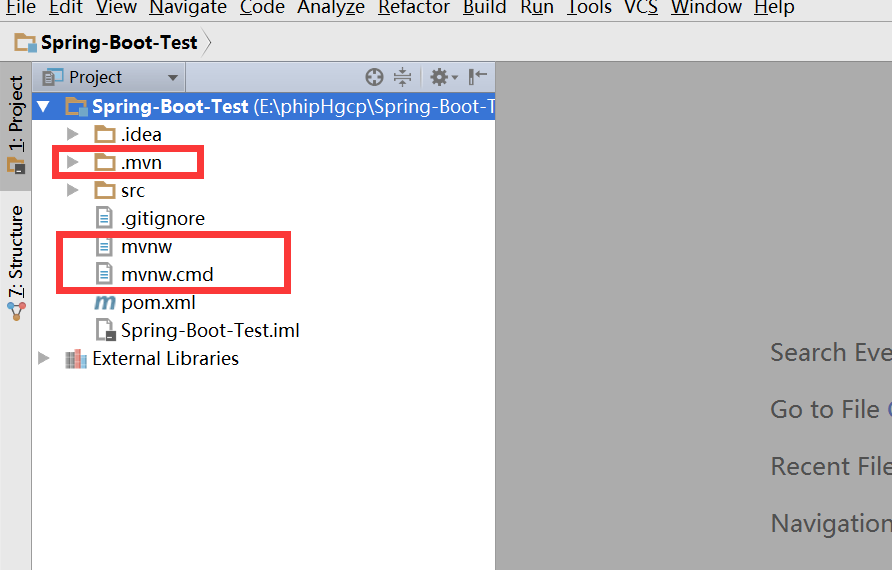 File Edit View Navigate Code Analyze Refactor Build Run Tools VCS Window Help
Spring-Boot-Test
1: Project
Project
Spring-Boot-Test (E:\phipHgcp\Spring-Boot-T
.idea
.mvn
src
.gitignore
mvnw
mvnw.cmd
pom.xml
Spring-Boot-Test.iml
External Libraries
7: Structure
Search Eve
Go to File
Recent File
Navigation